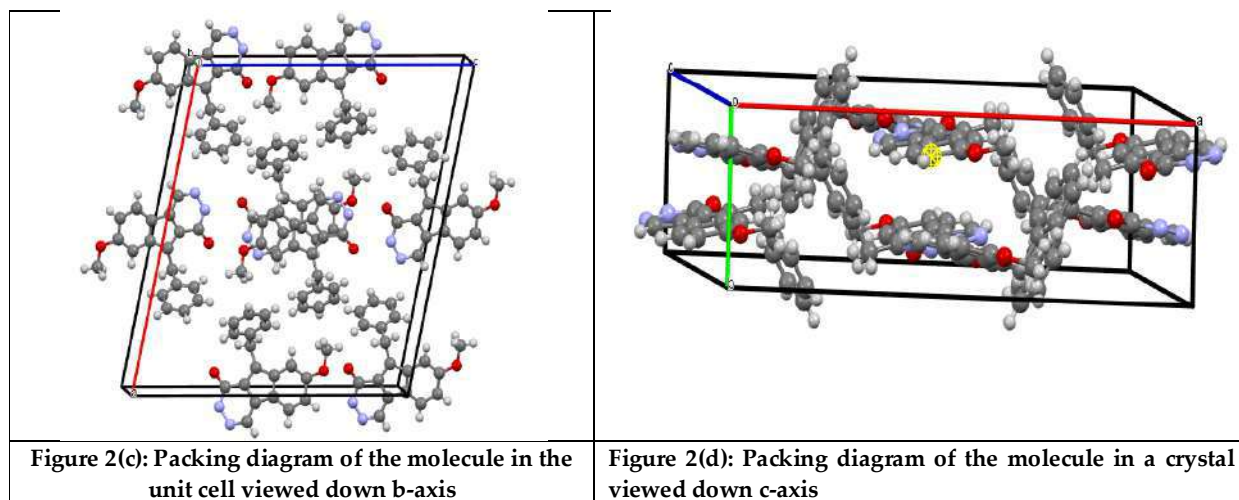 b
c
a
c
a
Figure 2(c): Packing diagram of the molecule in the
unit cell viewed down b-axis
Figure 2(d): Packing diagram of the molecule in a crystal
viewed down c-axis